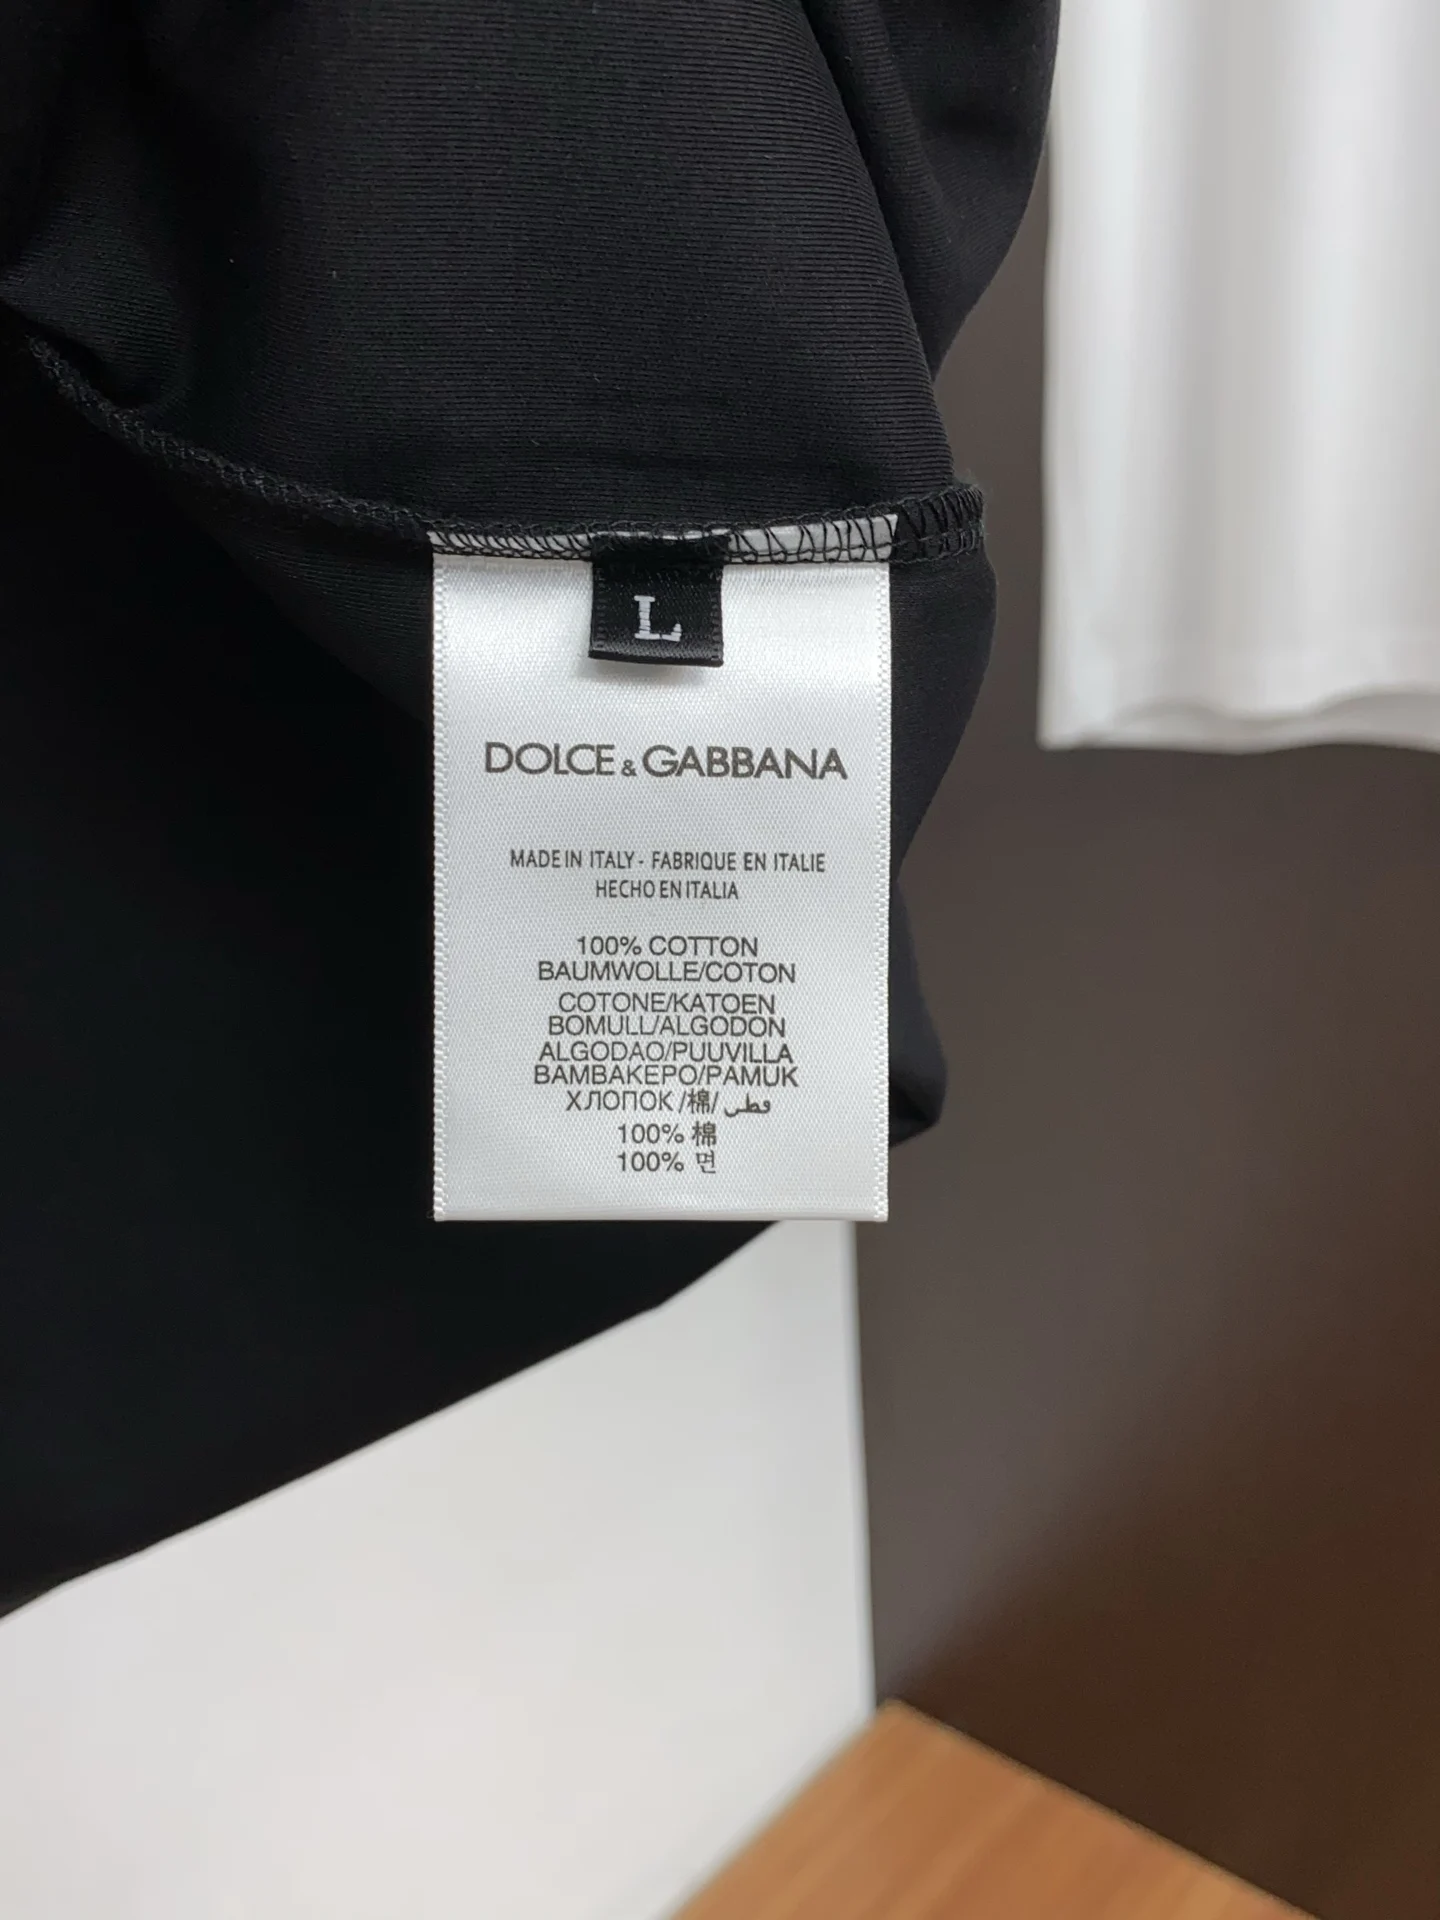 L
DOLCE & GABBANA
MADE IN ITALY - FABRIQUE EN ITALIE
HECHO EN ITALIA
100% COTTON
BAUMWOLLE/COTON
COTONE/KATOEN
BOMULL/ALGODON
ALGODAO/PUUVILLA
BAMBAKEPO/PAMUK
ХЛОПОК /棉/ قطن
100% 棉
100% 면